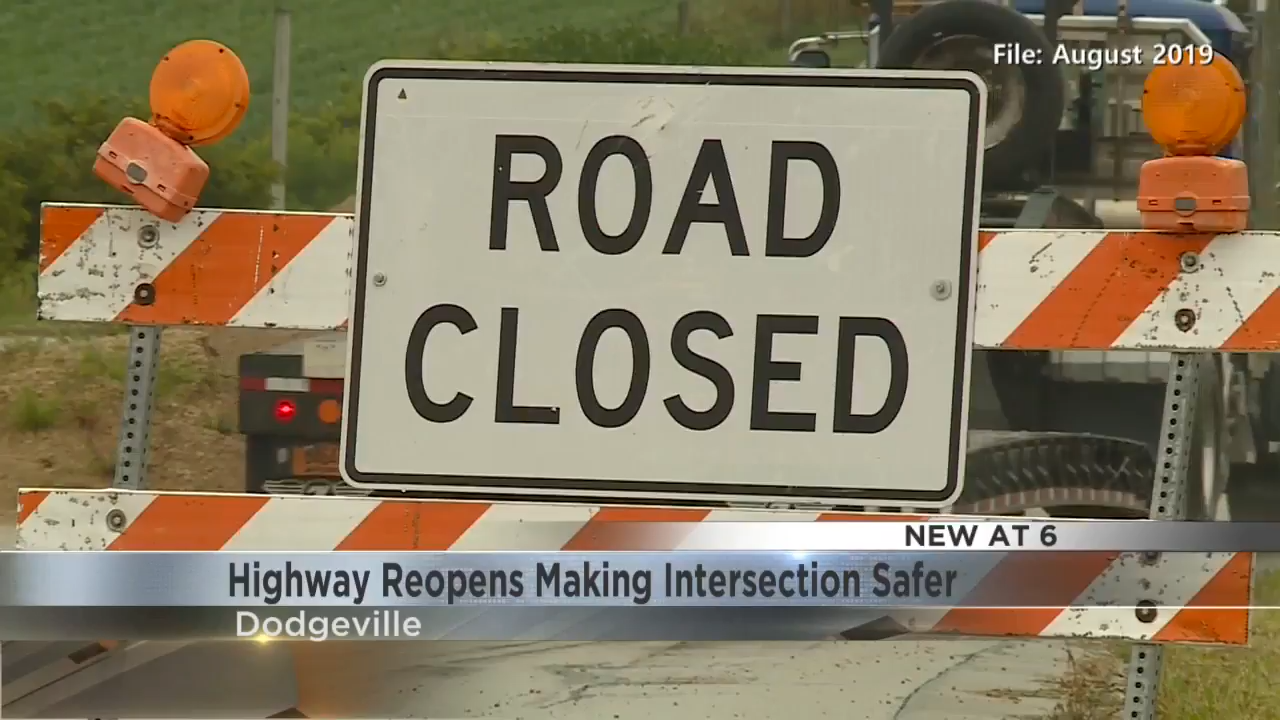 File: August 2019
ROAD
CLOSED
NEW AT 6
Highway Reopens Making Intersection Safer
Dodgeville